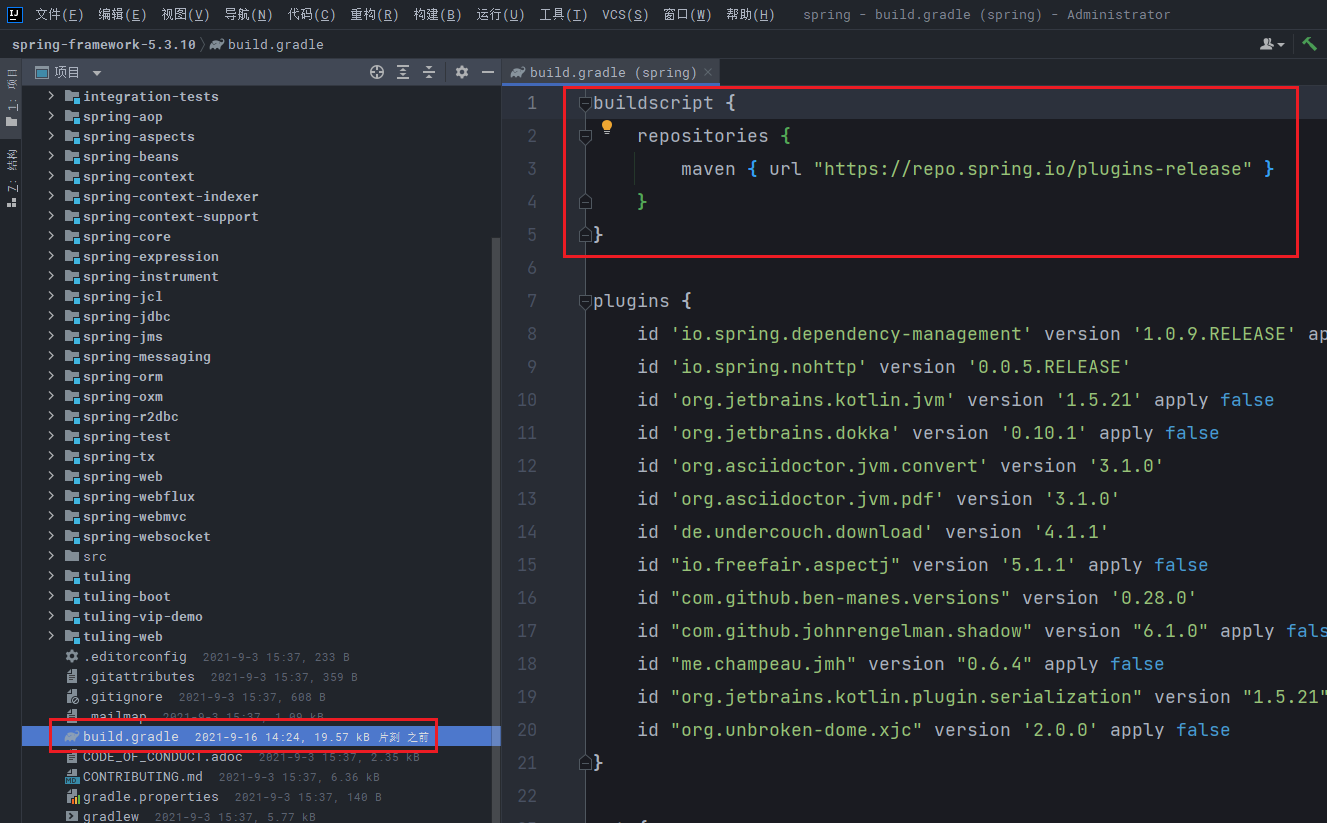 文件(F) 编辑(E) 视图(V) 导航(N) 代码(C) 重构(R) 构建(B) 运行(U) 工具(T) VCS(S) 窗口(W) 帮助(H) spring - build.gradle (spring) - Administrator
spring-framework-5.3.10 build.gradle
1: 项目
Z: 结构
项目
integration-tests
spring-aop
spring-aspects
spring-beans
spring-context
spring-context-indexer
spring-context-support
spring-core
spring-expression
spring-instrument
spring-jcl
spring-jdbc
spring-jms
spring-messaging
spring-orm
spring-oxm
spring-r2dbc
spring-test
spring-tx
spring-web
spring-webflux
spring-webmvc
spring-websocket
src
tuling
tuling-boot
tuling-vip-demo
tuling-web
.editorconfig 2021-9-3 15:37, 233 B
.gitattributes 2021-9-3 15:37, 359 B
.gitignore 2021-9-3 15:37, 608 B
.mailmap 2021-9-3 15:37, 1.09 kB
build.gradle 2021-9-16 14:24, 19.57 kB 片刻 之前
CODE_OF_CONDUCT.adoc 2021-9-3 15:37, 2.35 kB
CONTRIBUTING.md 2021-9-3 15:37, 6.36 kB
gradle.properties 2021-9-3 15:37, 140 B
gradlew 2021-9-3 15:37, 5.77 kB
build.gradle (spring)
1 buildscript {
2 repositories {
3 maven { url "https://repo.spring.io/plugins-release" }
4 }
5 }
6
7 plugins {
8 id 'io.spring.dependency-management' version '1.0.9.RELEASE' ap
9 id 'io.spring.nohttp' version '0.0.5.RELEASE'
10 id 'org.jetbrains.kotlin.jvm' version '1.5.21' apply false
11 id 'org.jetbrains.dokka' version '0.10.1' apply false
12 id 'org.asciidoctor.jvm.convert' version '3.1.0'
13 id 'org.asciidoctor.jvm.pdf' version '3.1.0'
14 id 'de.undercouch.download' version '4.1.1'
15 id "io.freefair.aspectj" version '5.1.1' apply false
16 id "com.github.ben-manes.versions" version '0.28.0'
17 id "com.github.johnrengelman.shadow" version "6.1.0" apply fals
18 id "me.champeau.jmh" version "0.6.4" apply false
19 id "org.jetbrains.kotlin.plugin.serialization" version "1.5.21"
20 id "org.unbroken-dome.xjc" version '2.0.0' apply false
21 }
22